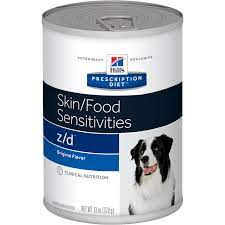 VETERINARY EXCLUSIVE
Hill's
PRESCRIPTION DIET
Skin/Food
Sensitivities
z/d
Original Flavor
CLINICAL NUTRITION